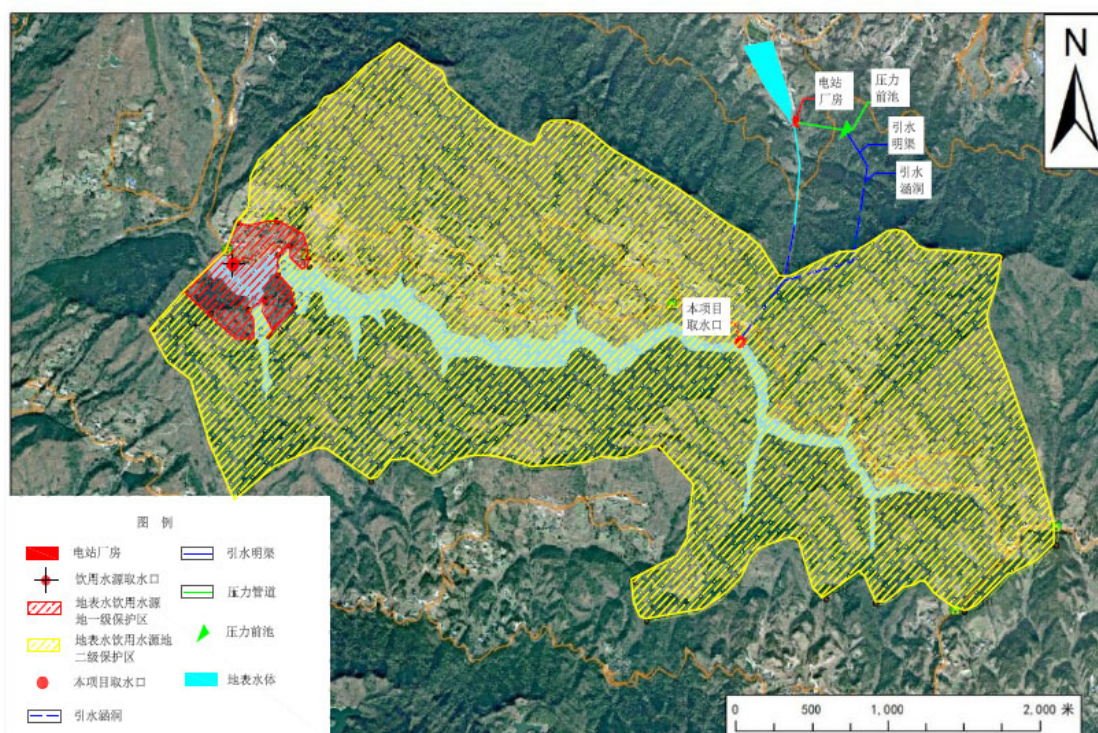 N
电站
厂房
压力
前池
引水
明渠
引水
涵洞
本项目
取水口
图 例
电站厂房
饮用水源取水口
地表水饮用水源
地一级保护区
地表水饮用水源地
二级保护区
本项目取水口
引水涵洞
引水明渠
压力管道
压力前池
地表水体
0 500 1,000 2,000 米